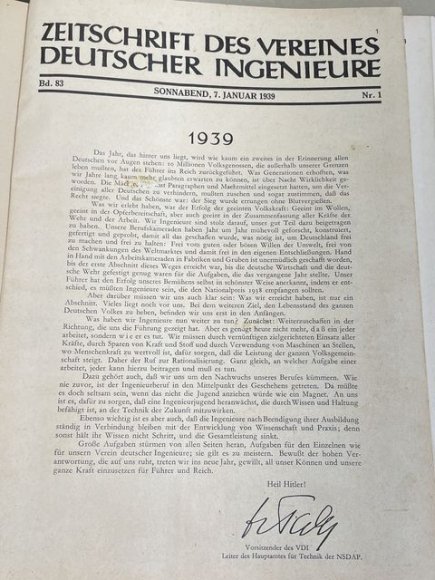 1
ZEITSCHRIFT DES VEREINES
DEUTSCHER INGENIEURE
Bd. 83
SONNABEND, 7. JANUAR 1939
Nr. 1
1939
Das Jahr, das hinter uns liegt, wird wie kaum ein zweites in der Erinnerung allen
Deutschen vor Augen stehen: 10 Millionen Volksgenossen, die außerhalb unserer Grenzen
leben mußten, hat der Führer ins Reich zurückgeführt. Was Generationen erhofften, was
wir Jahre lang kaum mehr glaubten erwarten zu können, ist über Nacht Wirklichkeit ge-
worden. Die Mäc ist Paragraphen und Machtmittel eingesetzt hatten, um die Ver-
einigung aller Deutschen zu verhindern, mußten zusehen und sogar zustimmen, daß das
Recht siegte. Und das Schönste war: der Sieg wurde errungen ohne Blutvergießen.
Was wir erlebt haben, war der Erfolg der geeinten Volkskraft: Geeint im Wollen,
geeint in der Opferbereitschaft, aber auch geeint in der Zusammenfassung aller Kräfte des
Wehr und der Arbeit. Wir Ingenieure sind stolz darauf, unser gut Teil dazu beigetragen
zu haben. Unsere Berufskameraden haben Jahr um Jahr mühevoll geforscht, konstruiert,
gefertigt und geprobt, damit all das geschaffen wurde, was nötig ist, um Deutschland frei
zu machen und frei zu halten: Frei vom guten oder bösen Willen der Umwelt, frei von
den Schwankungen des Weltmarktes und damit frei in den eigenen Entschließungen. Hand
in Hand mit den Arbeitskameraden in Fabriken und Gruben ist unermüdlich geschafft worden,
bis der erste Abschnitt dieses Weges erreicht war, bis die deutsche Wirtschaft und die deut-
sche Wehr gefestigt genug waren für die Aufgaben, die das vergangene Jahr stellte. Unser
Führer hat den Erfolg unseres Bemühens selbst in schönster Weise anerkannt, indem er ent-
schied, es müßten Ingenieure sein, die den Nationalpreis 1938 empfangen sollten.
Aber darüber müssen wir uns auch klar sein: Was wir erreicht haben, ist nur ein
Abschnitt. Vieles liegt noch vor uns. Bei dem weiteren Ziel, den Lebensstand des ganzen
Deutschen Volkes zu heben, befinden wir uns erst in den Anfängen.
Was haben wir Ingenieure nun weiter zu tun? Zunächst: Weiterzuschaffen in der
Richtung, die uns die Führung gezeigt hat. Aber es genügt heute nicht mehr, daß ein jeder
arbeitet, sondern wie er es tut. Wir müssen durch vernünftigen zielgerichteten Einsatz aller
Kräfte, durch Sparen von Kraft und Stoff und durch Verwendung von Maschinen an Stellen,
wo Menschenkraft zu wertvoll ist, dafür sorgen, daß die Leistung der ganzen Volksgemein-
schaft steigt. Daher der Ruf nur Rationalisierung. Ganz gleich, an welcher Aufgabe einer
arbeitet, jeder kann hierzu beitragen und muß es tun.
Dazu gehört auch, daß wir uns um den Nachwuchs unseres Berufes kümmern. Wie
nie zuvor, ist der Ingenieurberuf in den Mittelpunkt des Geschehens getreten. Da müßte
es doch seltsam sein, wenn das nicht die Jugend anziehen würde wie ein Magnet. An uns
ist es, dafür zu sorgen, daß eine Ingenieurjugend heranwächst, die durch Wissen und Haltung
befähigt ist, an der Technik der Zukunft mitzuwirken.
Ebenso wichtig ist es aber auch, daß die Ingenieure nach Beendigung ihrer Ausbildung
ständig in Verbindung bleiben mit der Entwicklung von Wissenschaft und Praxis; denn
sonst hält ihr Wissen nicht Schritt, und die Gesamtleistung sinkt.
Große Aufgaben stürmen von allen Seiten heran, Aufgaben für den Einzelnen wie
für unsern Verein deutscher Ingenieure; sie gilt es zu meistern. Bewußt der hohen Ver-
antwortung, die auf uns ruht, treten wir ins neue Jahr, gewillt, all unser Können und unsere
ganze Kraft einzusetzen für Führer und Reich.
Heil Hitler!
Vorsitzender des VDI
Leiter des Hauptamtes für Technik der NSDAP.